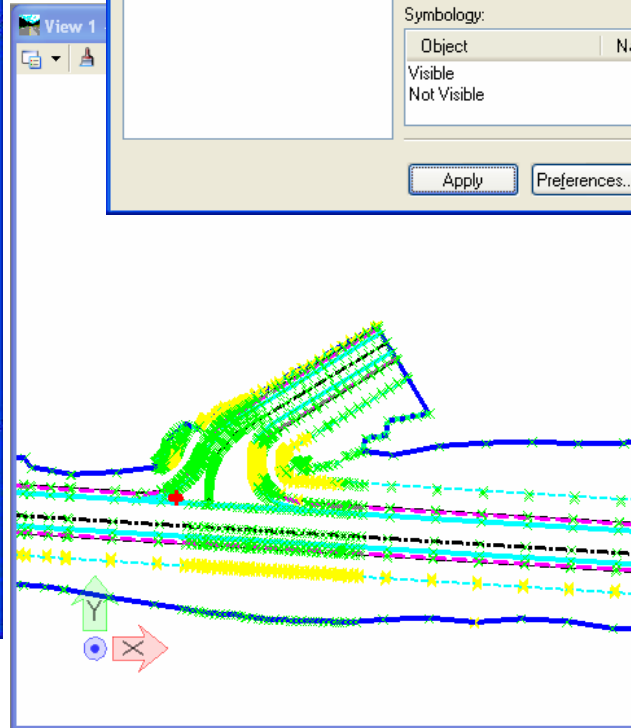 View 1
Symbology:
Object
Visible
Not Visible
Apply
Preferences...
Y
X